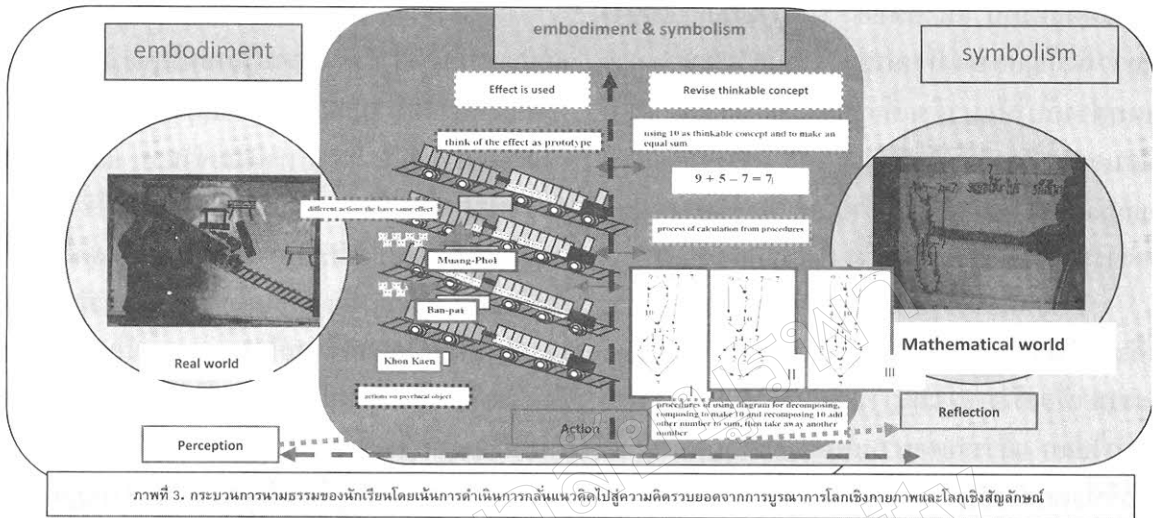 embodiment
embodiment & symbolism
symbolism
Effect is used
Revise thinkable concept
think of the effect as prototype
using 10 as thinkable concept and to make an
equal sum
9 + 5 – 7 = 7
different actions the have same effect
process of calculation from procedures
Muang-Phol
Ban-pai
Khon Kaen
Real world
Mathematical world
10
4
10
10
II
III
actions on psychical object
procedures of using diagram for decomposing,
composing to make 10 and recomposing 10 add
other number to sum, then take away another
number
Action
Perception
Reflection
ภาพที่ 3. กระบวนการนามธรรมของนักเรียนโดยเน้นการดำเนินการกลั่นแนวคิดไปสู่ความคิดรวบยอดจากการบูรณาการโลกเชิงกายภาพและโลกเชิงสัญลักษณ์